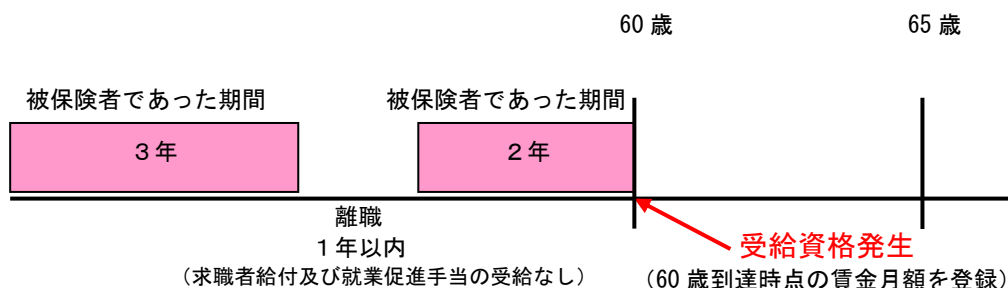 60 歳
65 歳
被保険者であった期間
被保険者であった期間
3年
2年
離職
1年以内
(求職者給付及び就業促進手当の受給なし)
受給資格発生
(60 歳到達時点の賃金月額を登録)